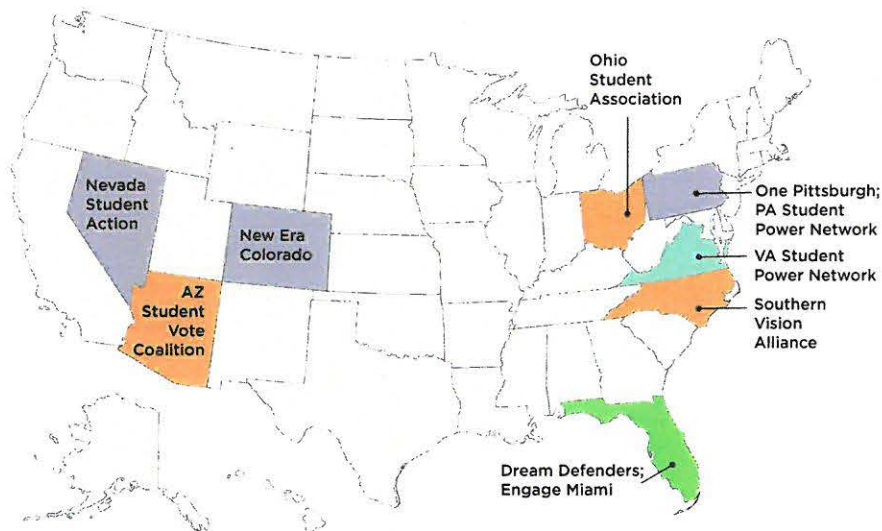 Ohio
Student
Association
Nevada
Student
Action
New Era
Colorado
One Pittsburgh;
PA Student
Power Network
VA Student
Power Network
AZ
Student
Vote
Coalition
Southern
Vision
Alliance
Dream Defenders;
Engage Miami